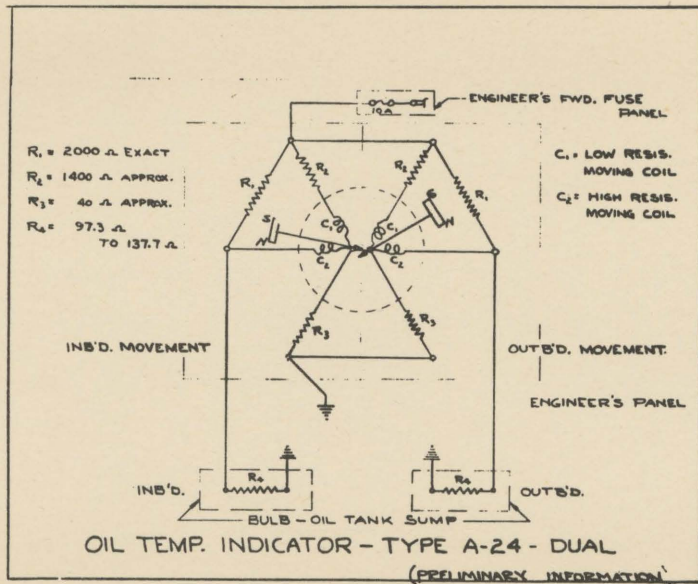 10A
ENGINEER'S FWD. FUSE
PANEL
R₁ = 2000 Ω EXACT
R₂ = 1400 Ω APPROX.
R₃ = 40 Ω APPROX.
R₄ = 97.3 Ω
TO 137.7 Ω
C₁ = LOW RESIS.
MOVING COIL
C₂ = HIGH RESIS.
MOVING COIL
R₁
R₂
R₂
R₁
S
N
C₁
C₂
C₁
C₂
S
N
R₃
R₃
INB'D. MOVEMENT
OUTB'D. MOVEMENT.
ENGINEER'S PANEL
INB'D.
R₄
R₄
OUTB'D.
BULB-OIL TANK SUMP
OIL TEMP. INDICATOR - TYPE A-24 - DUAL
(PRELIMINARY INFORMATION